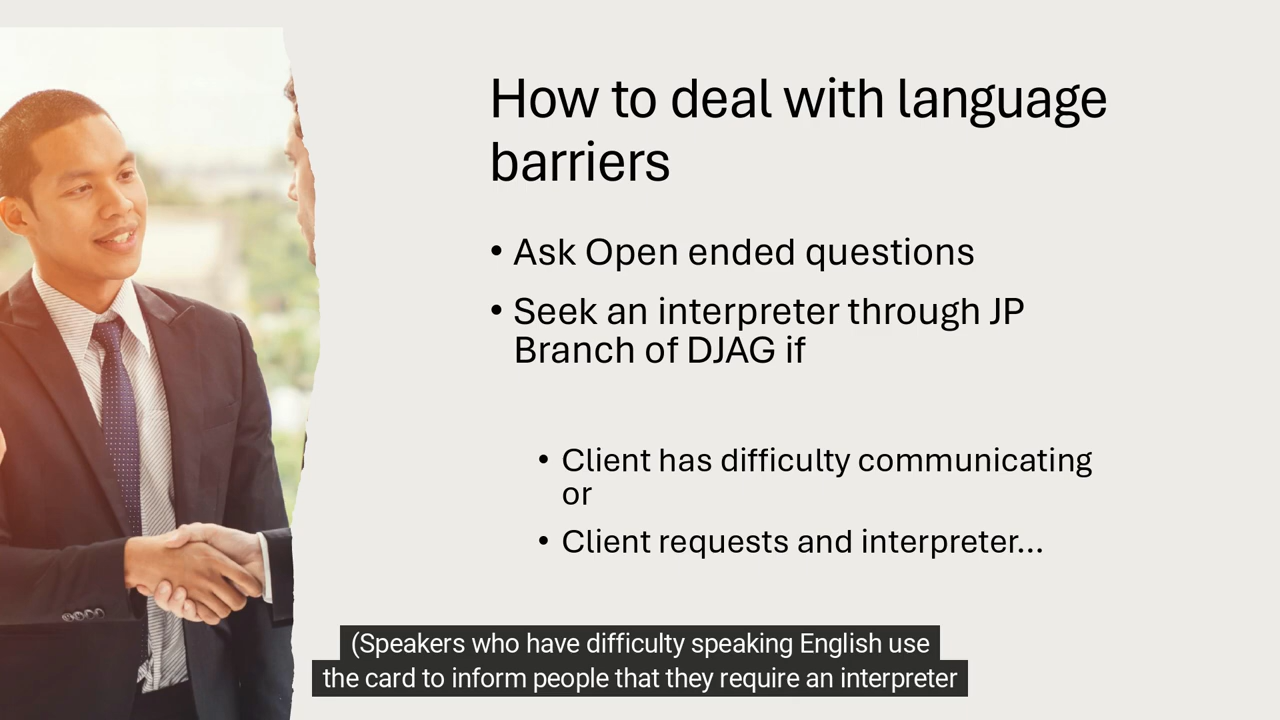 How to deal with language
barriers
• Ask Open ended questions
• Seek an interpreter through JP
Branch of DJAG if
• Client has difficulty communicating
or
• Client requests and interpreter...
(Speakers who have difficulty speaking English use
the card to inform people that they require an interpreter